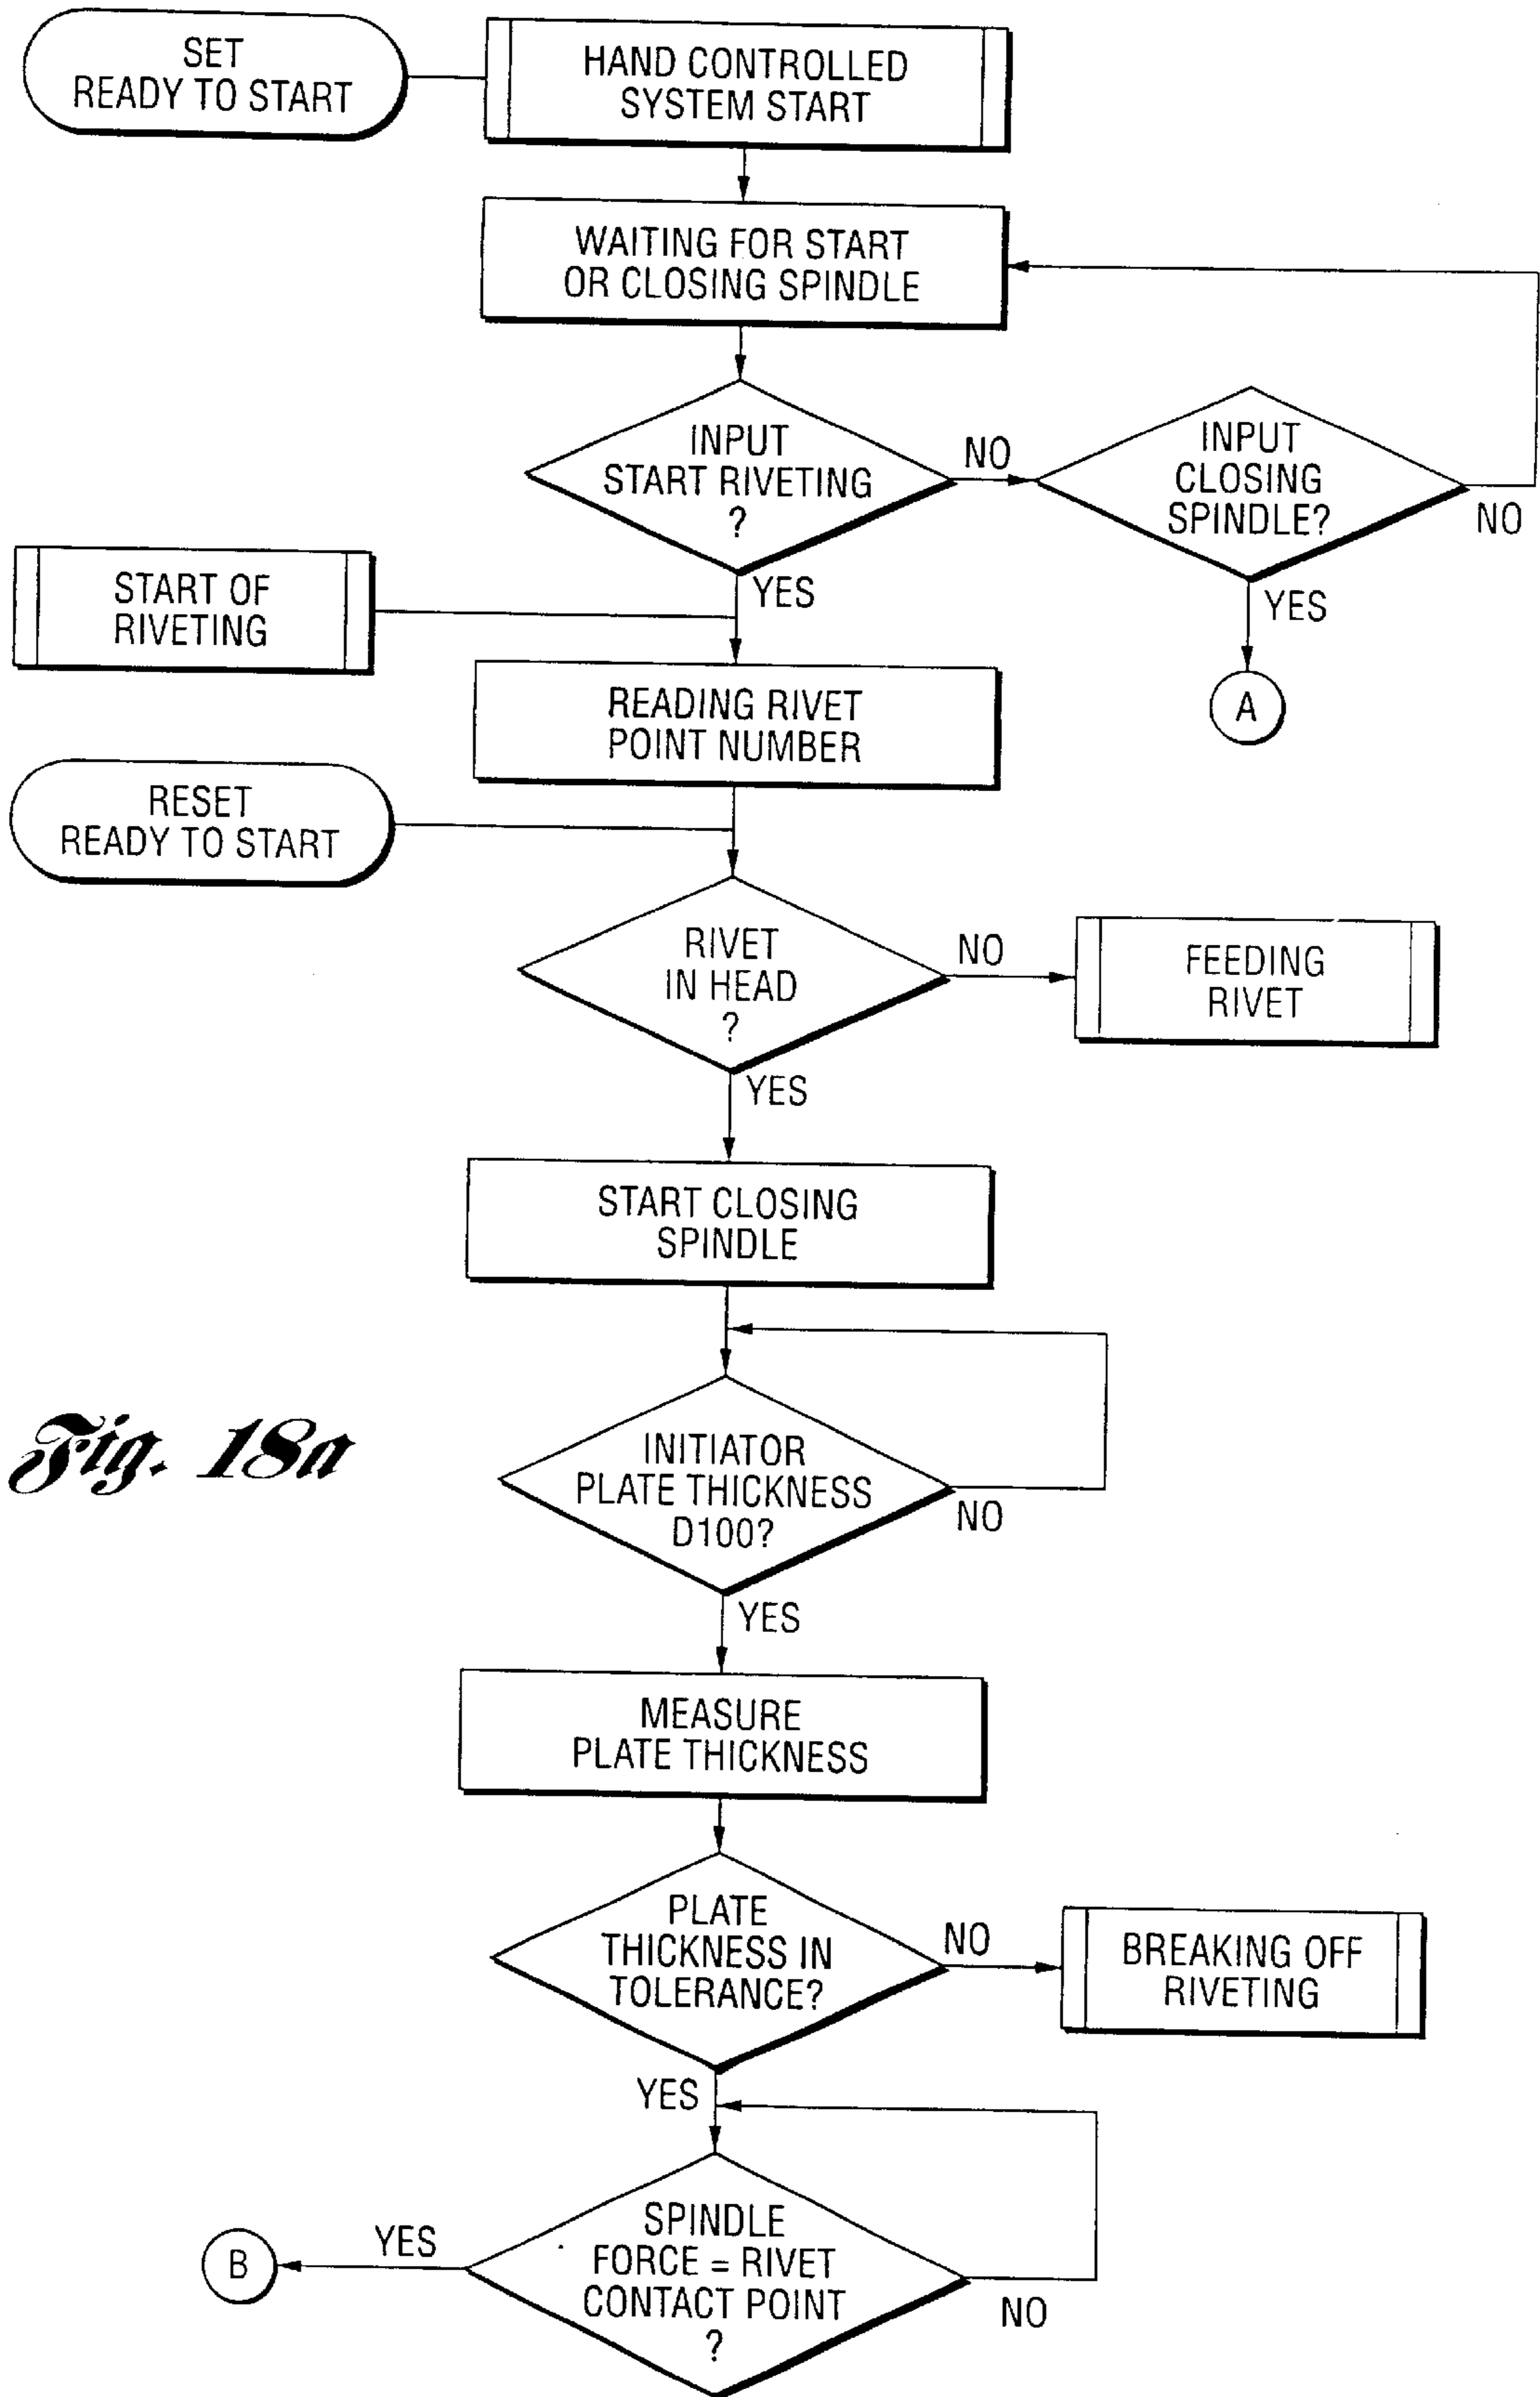 SET
READY TO START
HAND CONTROLLED
SYSTEM START
WAITING FOR START
OR CLOSING SPINDLE
INPUT
START RIVETING
?
NO
INPUT
CLOSING
SPINDLE?
NO
YES
YES
A
START OF
RIVETING
READING RIVET
POINT NUMBER
RESET
READY TO START
RIVET
IN HEAD
?
NO
FEEDING
RIVET
YES
START CLOSING
SPINDLE
Fig. 18a
INITIATOR
PLATE THICKNESS
D100?
NO
YES
MEASURE
PLATE THICKNESS
PLATE
THICKNESS IN
TOLERANCE?
NO
BREAKING OFF
RIVETING
YES
SPINDLE
FORCE = RIVET
CONTACT POINT
?
YES
B
NO